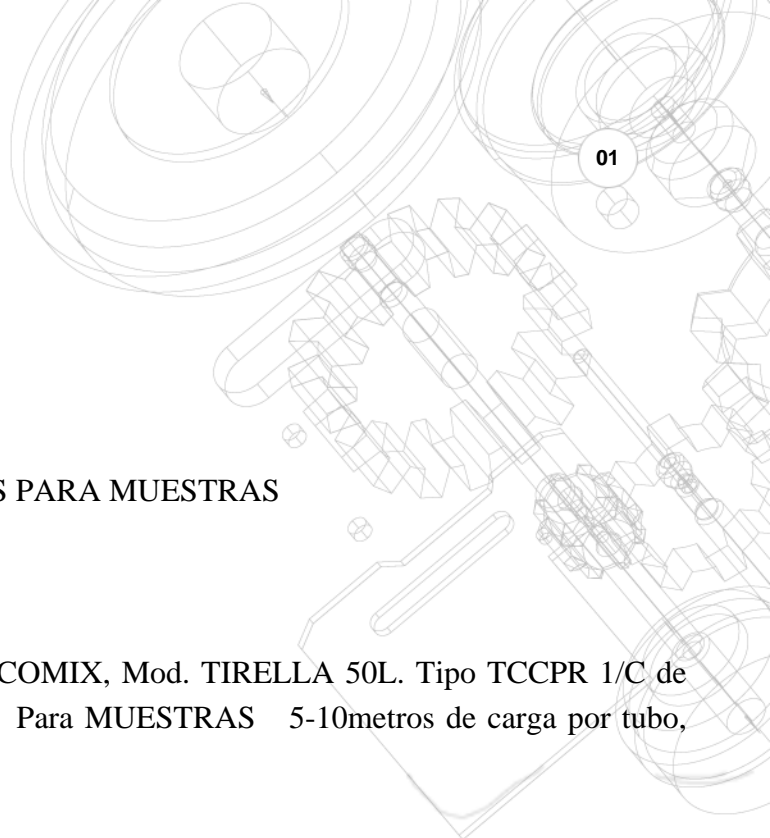 01
S PARA MUESTRAS
COMIX, Mod. TIRELLA 50L. Tipo TCCPR 1/C de
Para MUESTRAS 5-10metros de carga por tubo,